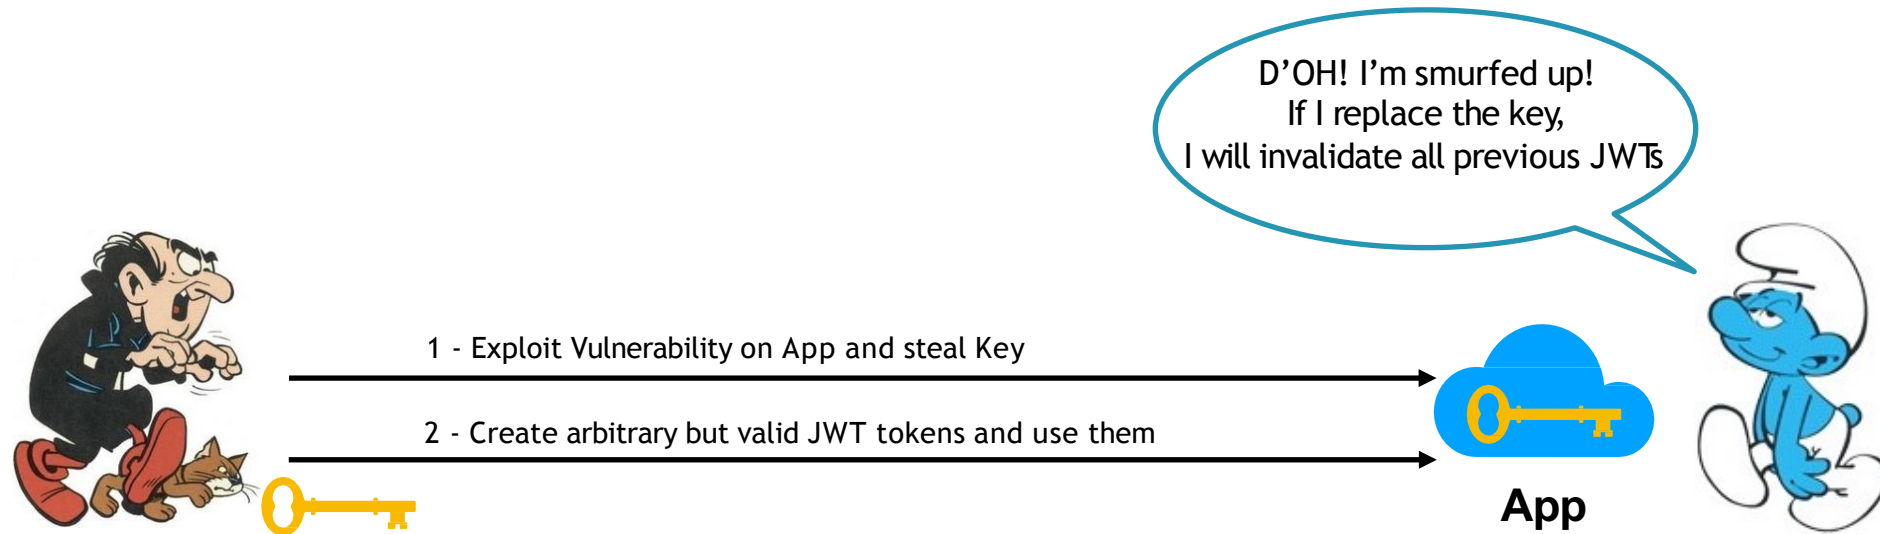 D’OH! I’m smurfed up!
If I replace the key,
I will invalidate all previous JWTs
1 - Exploit Vulnerability on App and steal Key
2 - Create arbitrary but valid JWT tokens and use them
App